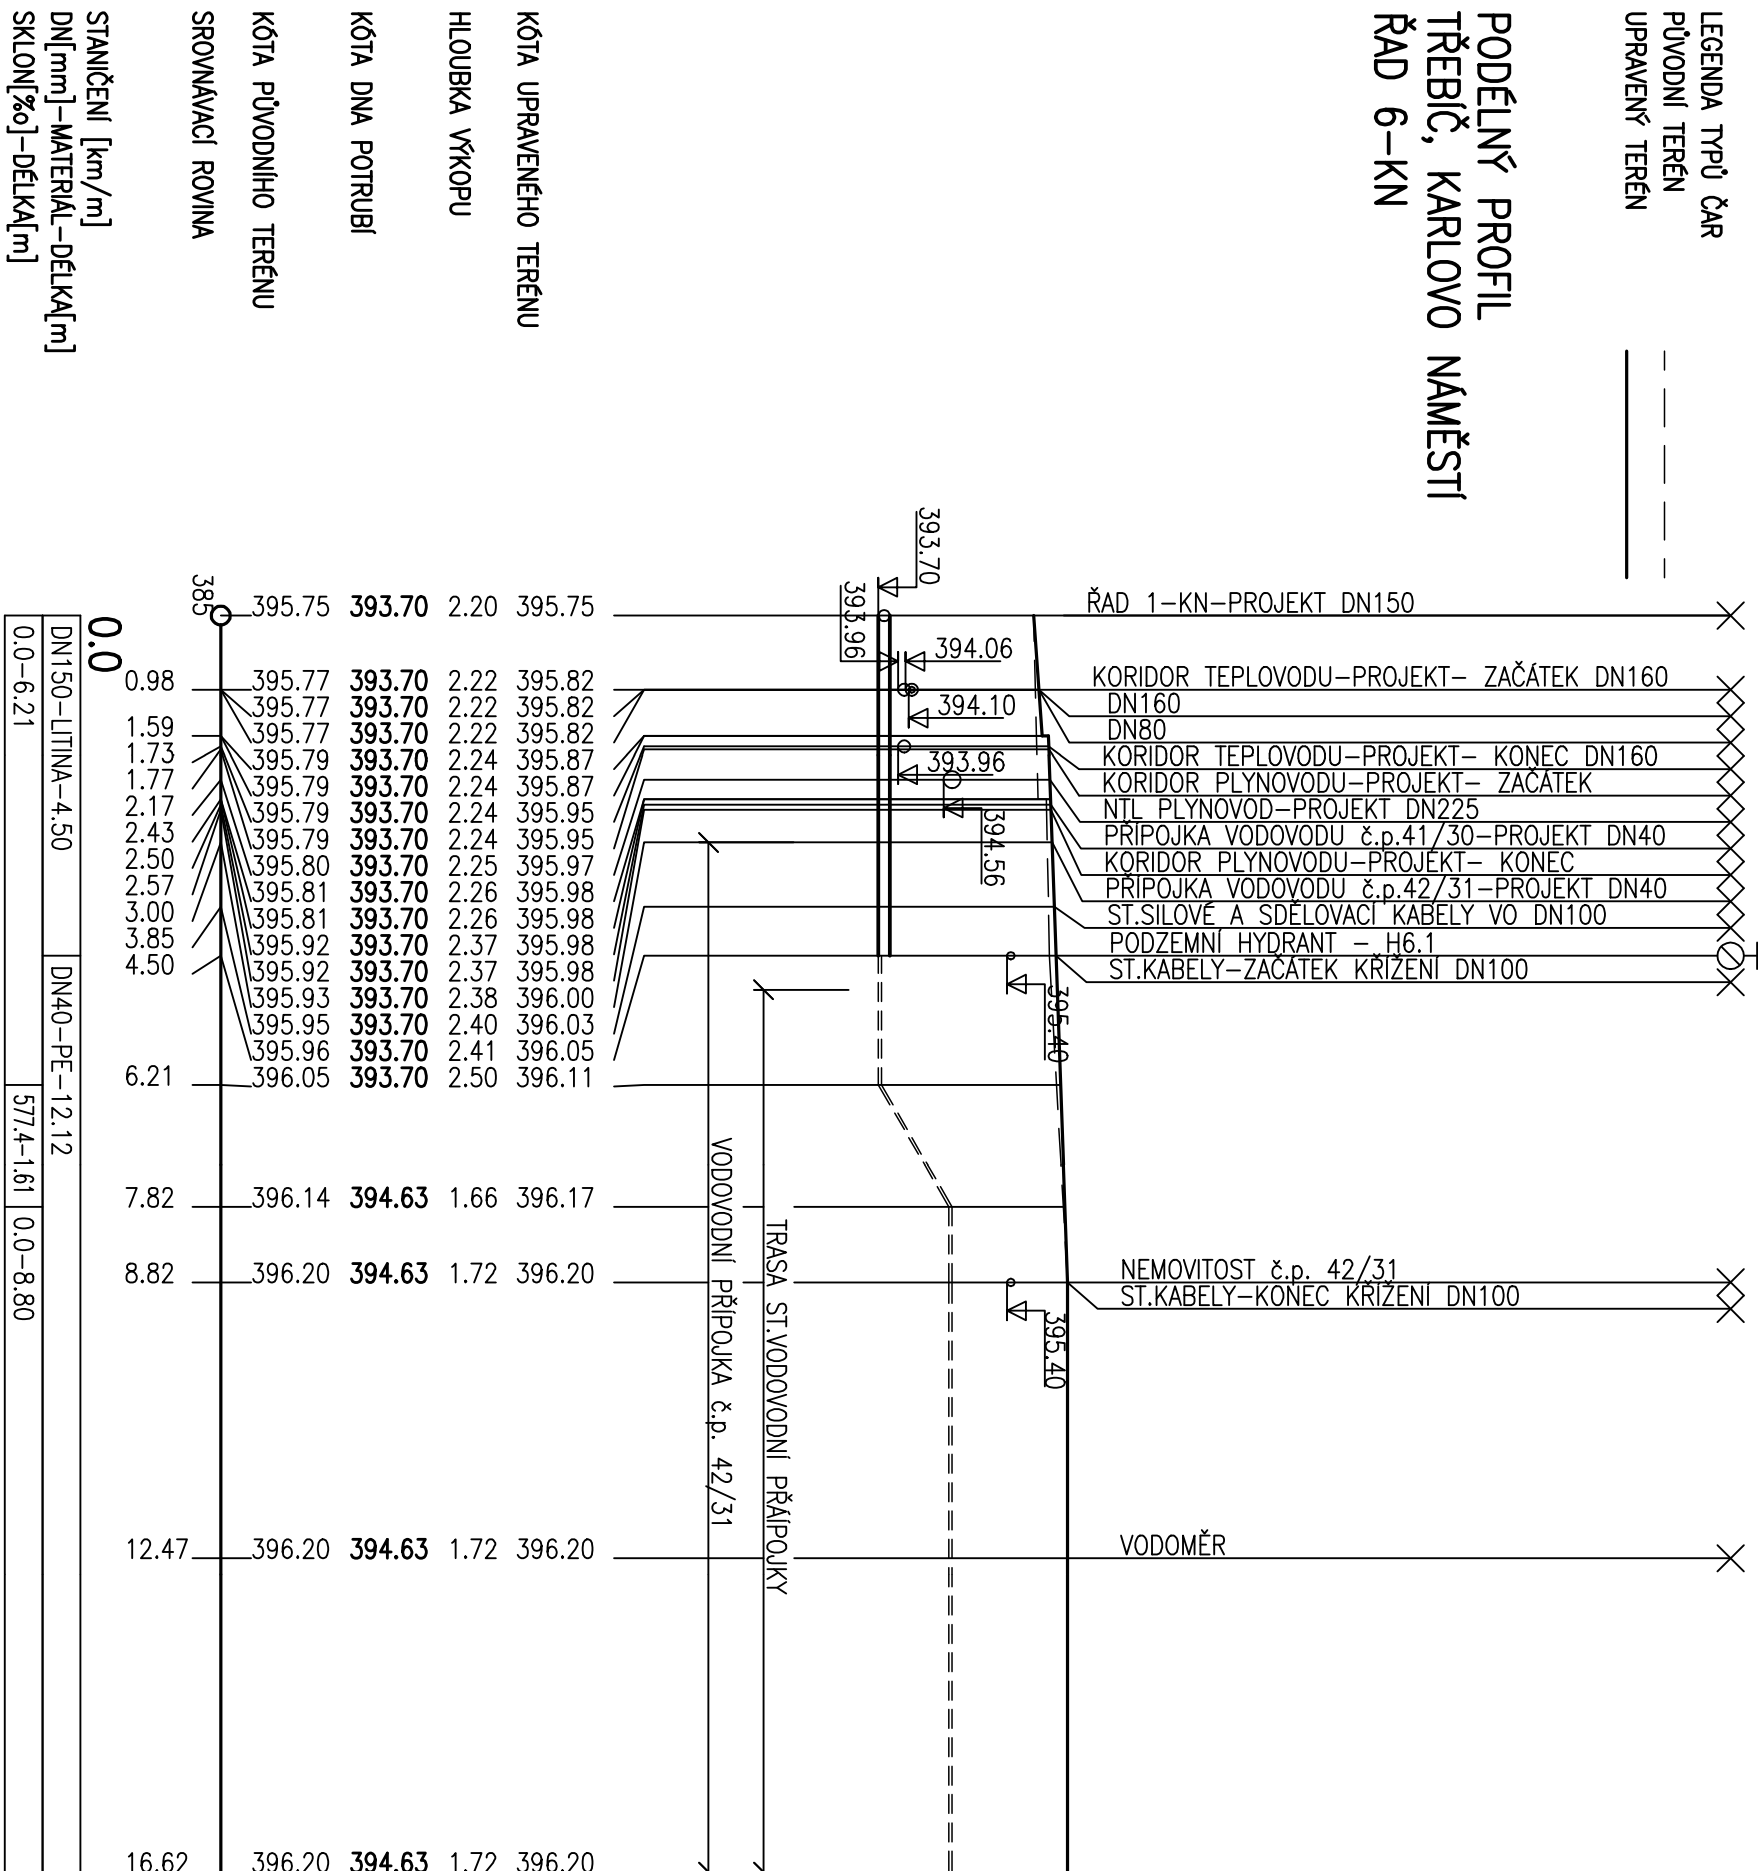 LEGENDA TYPŮ ČAR
PŮVODNÍ TERÉN
UPRAVENÝ TERÉN
PODÉLNÝ PROFIL
TŘEBÍČ, KARLOVO NÁMĚSTÍ
ŘAD 6-KN
KÓTA UPRAVENÉHO TERÉNU
HLOUBKA VÝKOPU
KÓTA DNA POTRUBÍ
KÓTA PŮVODNÍHO TERÉNU
SROVNÁVACÍ ROVINA
STANIČENÍ [km/m]
DN[mm]-MATERIÁL-DÉLKA[m]
SKLON[‰]-DÉLKA[m]
385
0.0
395.75 393.70 2.20 395.75
0.98 395.77 393.70 2.22 395.82
395.77 393.70 2.22 395.82
1.59 395.77 393.70 2.22 395.82
1.73 395.79 393.70 2.24 395.87
1.77 395.79 393.70 2.24 395.87
2.17 395.79 393.70 2.24 395.95
2.43 395.79 393.70 2.24 395.95
2.50 395.80 393.70 2.25 395.97
2.57 395.81 393.70 2.26 395.98
3.00 395.81 393.70 2.26 395.98
3.85 395.92 393.70 2.37 395.98
4.50 395.92 393.70 2.37 395.98
395.93 393.70 2.38 396.00
395.95 393.70 2.40 396.03
395.96 393.70 2.41 396.05
6.21 396.05 393.70 2.50 396.11
7.82 396.14 394.63 1.66 396.17
8.82 396.20 394.63 1.72 396.20
12.47 396.20 394.63 1.72 396.20
16.62 396.20 394.63 1.72 396.20
393.70
393.96
394.06
394.10
393.96
394.56
395.40
395.40
ŘAD 1-KN-PROJEKT DN150
KORIDOR TEPLOVODU-PROJEKT- ZAČÁTEK DN160
DN160
DN80
KORIDOR TEPLOVODU-PROJEKT- KONEC DN160
KORIDOR PLYNOVODU-PROJEKT- ZAČÁTEK
NTL PLYNOVOD-PROJEKT DN225
PŘÍPOJKA VODOVODU č.p.41/30-PROJEKT DN40
KORIDOR PLYNOVODU-PROJEKT- KONEC
PŘÍPOJKA VODOVODU č.p.42/31-PROJEKT DN40
ST.SILOVÉ A SDĚLOVACÍ KABELY VO DN100
PODZEMNÍ HYDRANT - H6.1
ST.KABELY-ZAČÁTEK KŘÍŽENÍ DN100
NEMOVITOST č.p. 42/31
ST.KABELY-KONEC KŘÍŽENÍ DN100
VODOMĚR
TRASA ST.VODOVODNÍ PŘÁÍPOJKY
VODOVODNÍ PŘÍPOJKA č.p. 42/31
DN150-LITINA-4.50
DN40-PE-12.12
0.0-6.21
577.4-1.61
0.0-8.80